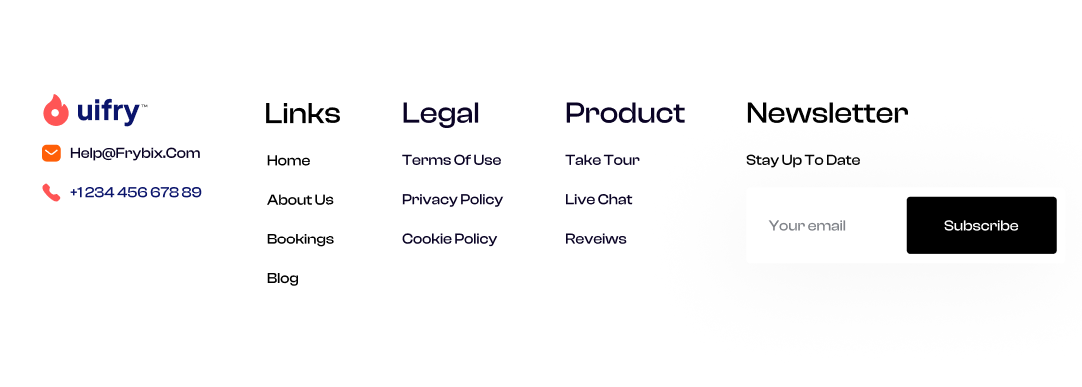 uifry™
Help@Frybix.Com
+1 234 456 678 89
Links
Home
About Us
Bookings
Blog
Legal
Terms Of Use
Privacy Policy
Cookie Policy
Product
Take Tour
Live Chat
Reveiws
Newsletter
Stay Up To Date
Your email
Subscribe